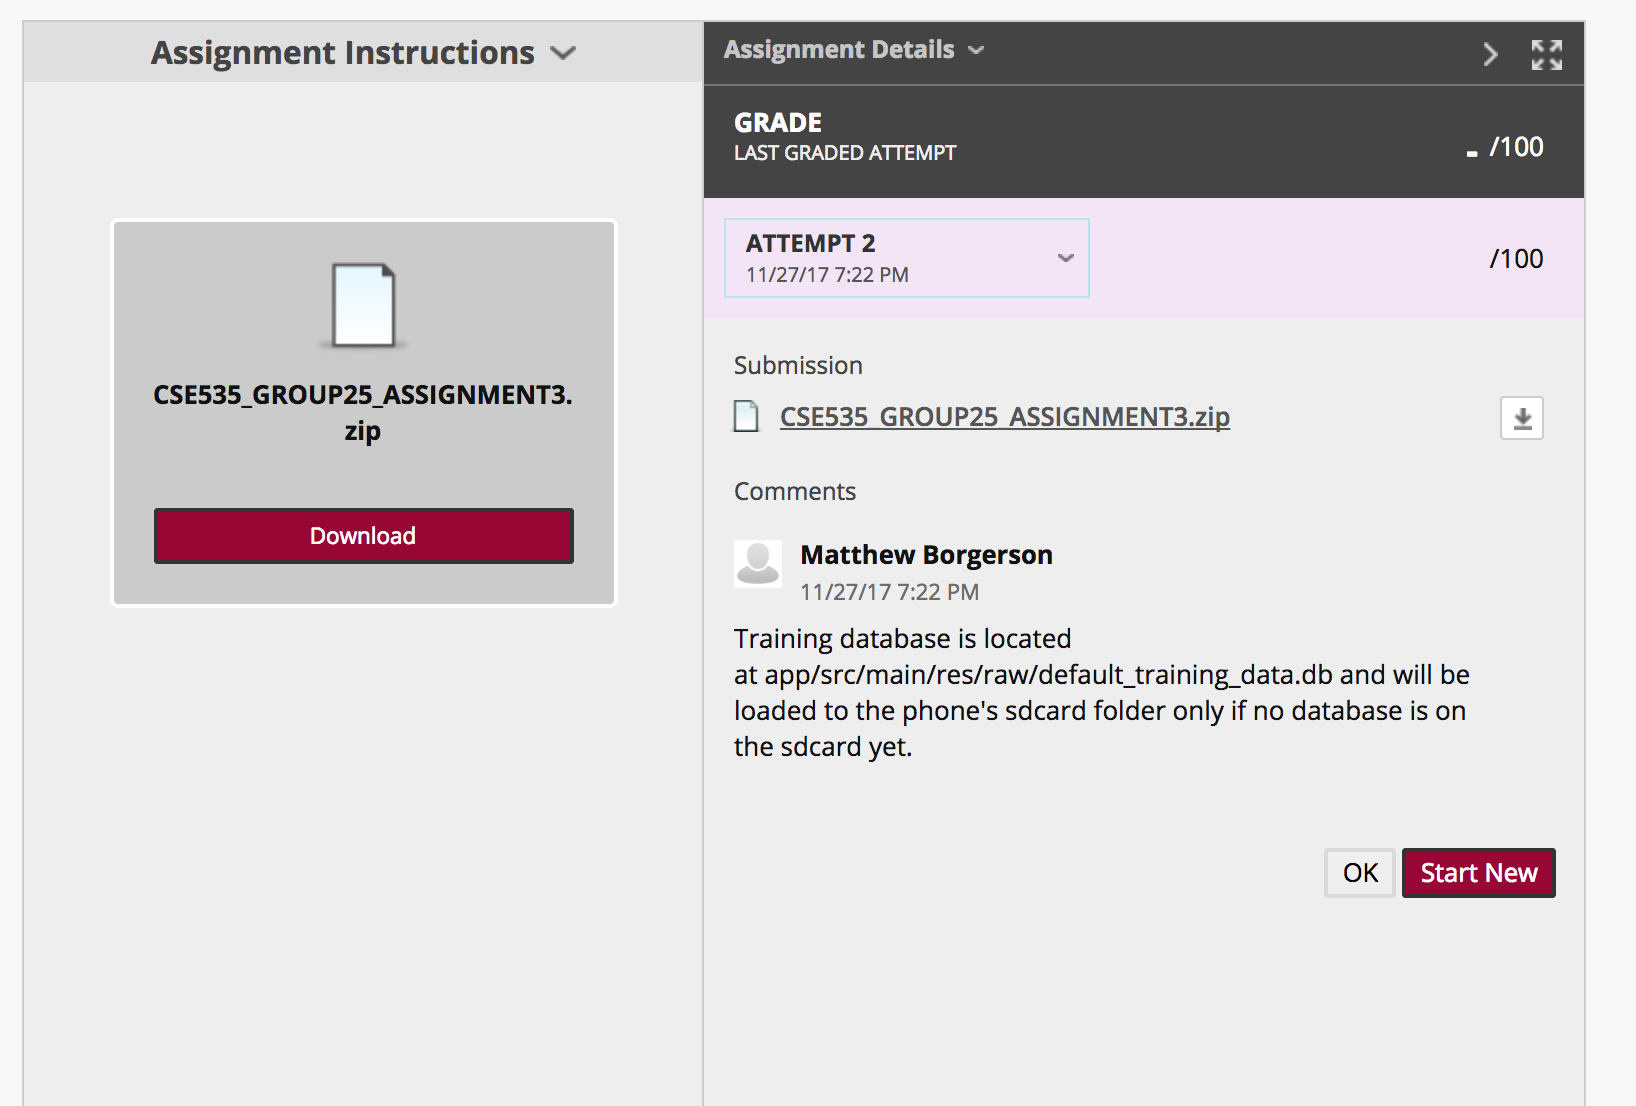 Assignment Instructions
CSE535_GROUP25_ASSIGNMENT3.
zip
Download
Assignment Details
GRADE
LAST GRADED ATTEMPT
- /100
ATTEMPT 2
11/27/17 7:22 PM
/100
Submission
CSE535_GROUP25_ASSIGNMENT3.zip
Comments
Matthew Borgerson
11/27/17 7:22 PM
Training database is located
at app/src/main/res/raw/default_training_data.db and will be
loaded to the phone's sdcard folder only if no database is on
the sdcard yet.
OK
Start New